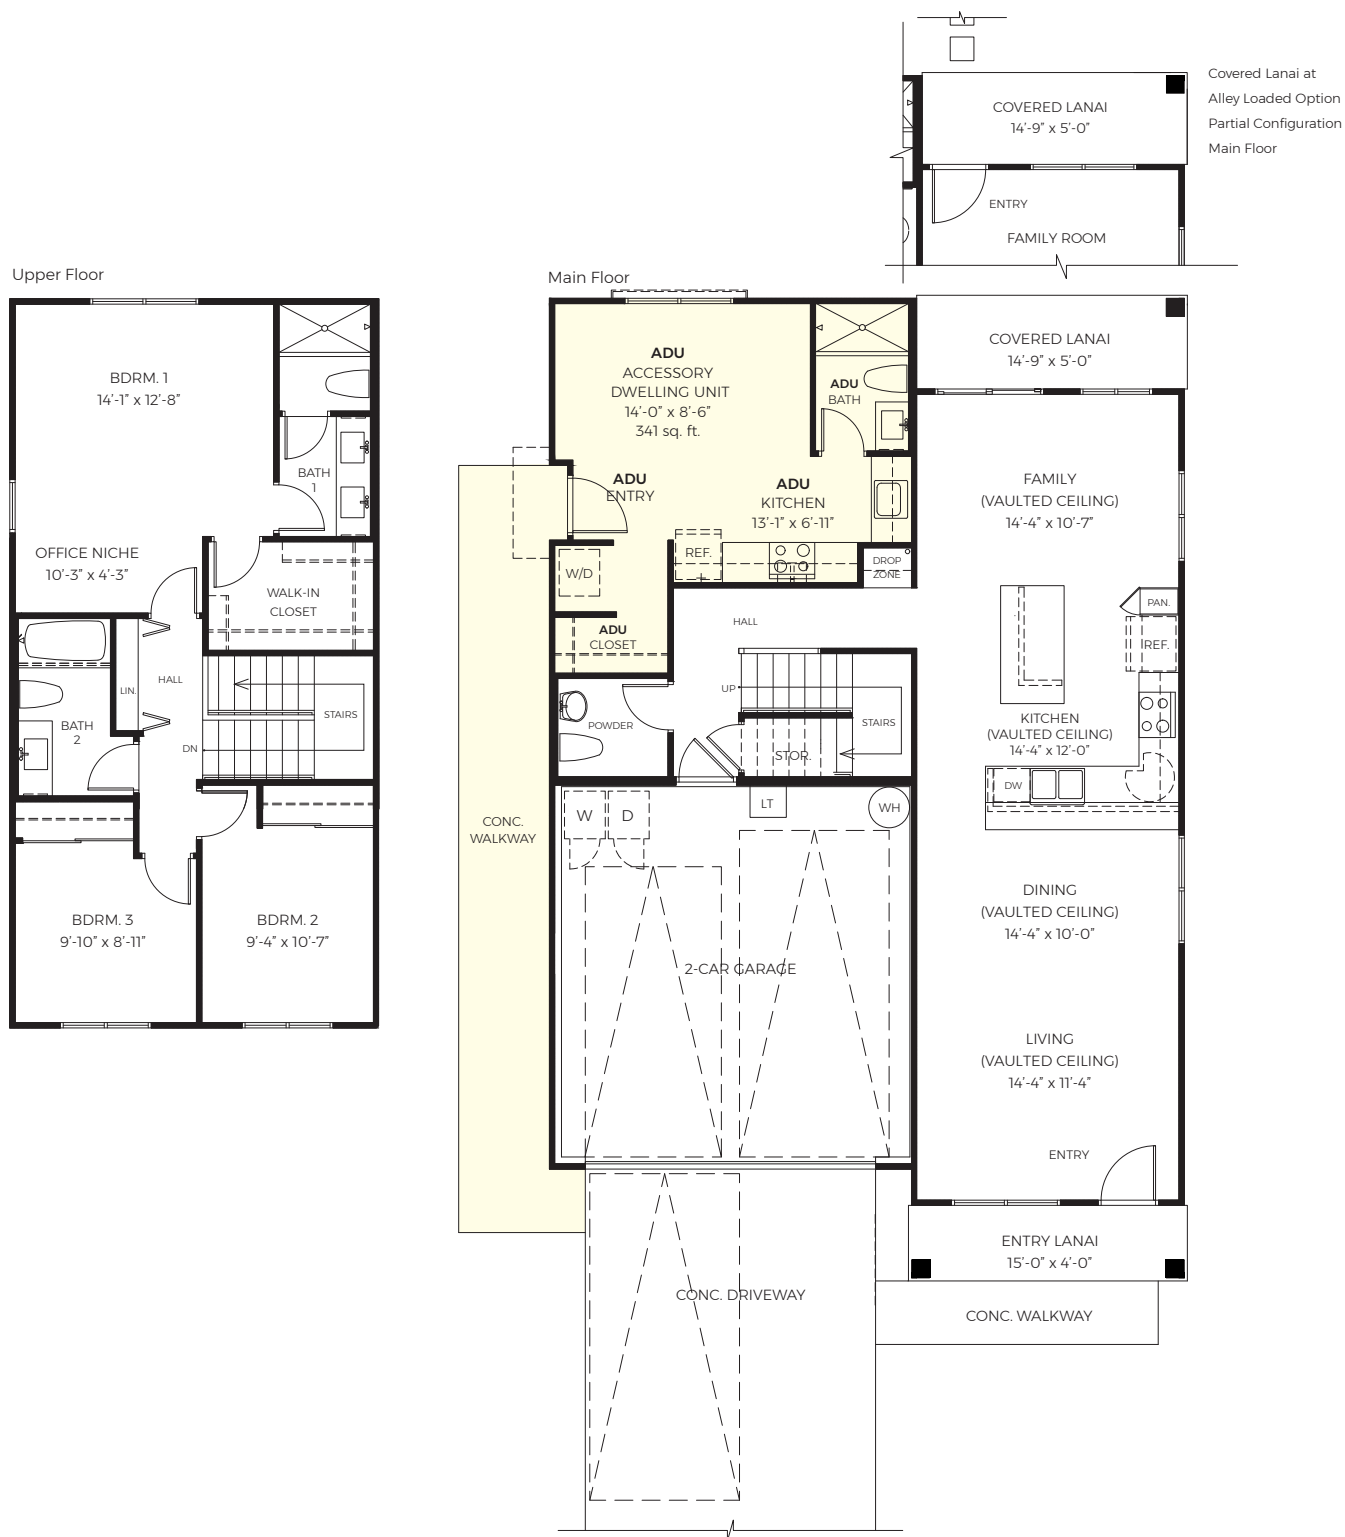 COVERED LANAI
14’-9” x 5’-0”
Covered Lanai at
Alley Loaded Option
Partial Configuration
Main Floor
ENTRY
FAMILY ROOM
Upper Floor
BDRM. 1
14’-1” x 12’-8”
BATH
1
OFFICE NICHE
10’-3” x 4’-3”
WALK-IN
CLOSET
LIN.
HALL
STAIRS
BATH
2
DN
BDRM. 3
9’-10” x 8’-11”
BDRM. 2
9’-4” x 10’-7”
Main Floor
ADU
ACCESSORY
DWELLING UNIT
14’-0” x 8’-6”
341 sq. ft.
ADU
BATH
ADU
ENTRY
ADU
KITCHEN
13’-1” x 6’-11”
REF.
W/D
DROP
ZONE
ADU
CLOSET
HALL
UP
STAIRS
POWDER
STOR.
W
D
LT
WH
CONC.
WALKWAY
2-CAR GARAGE
CONC. DRIVEWAY
COVERED LANAI
14’-9” x 5’-0”
FAMILY
(VAULTED CEILING)
14’-4” x 10’-7”
PAN.
REF.
KITCHEN
(VAULTED CEILING)
14’-4” x 12’-0”
DW
DINING
(VAULTED CEILING)
14’-4” x 10’-0”
LIVING
(VAULTED CEILING)
14’-4” x 11’-4”
ENTRY
ENTRY LANAI
15’-0” x 4’-0”
CONC. WALKWAY